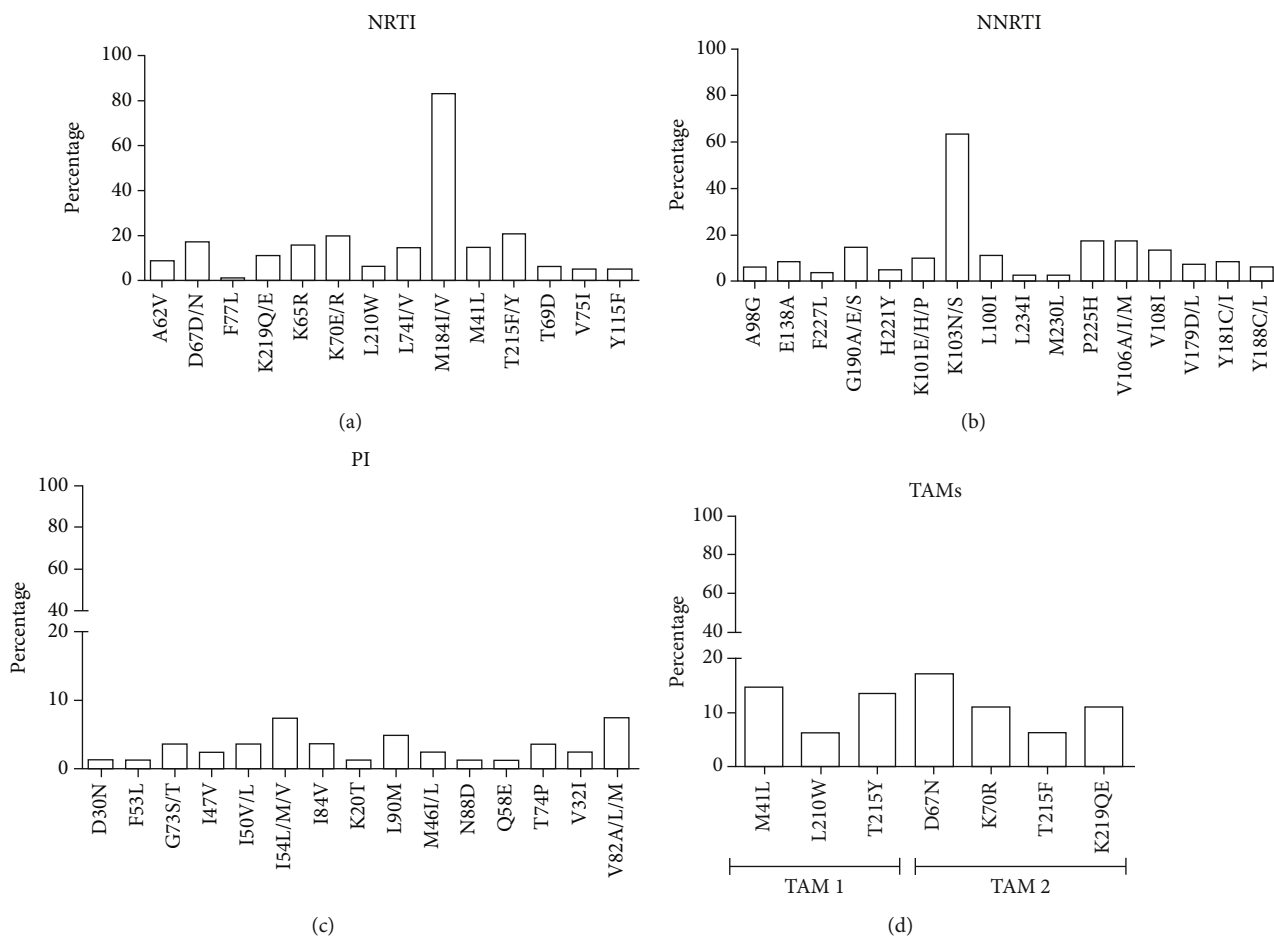 NRTI
Percentage
100
80
60
40
20
0
A62V
D67D/N
F77L
K219Q/E
K65R
K70E/R
L210W
L74I/V
M184I/V
M41L
T215F/Y
T69D
V75I
Y115F
(a)
NNRTI
Percentage
100
80
60
40
20
0
A98G
E138A
F227L
G190A/E/S
H221Y
K101E/H/P
K103N/S
L100I
L234I
M230L
P225H
V106A/I/M
V108I
V179D/L
Y181C/I
Y188C/L
(b)
PI
Percentage
100
80
60
40
20
10
0
D30N
F53L
G73S/T
I47V
I50V/L
I54L/M/V
I84V
K20T
L90M
M46I/L
N88D
Q58E
T74P
V32I
V82A/L/M
(c)
TAMs
Percentage
100
80
60
40
20
10
0
M41L
L210W
T215Y
D67N
K70R
T215F
K219QE
TAM 1
TAM 2
(d)